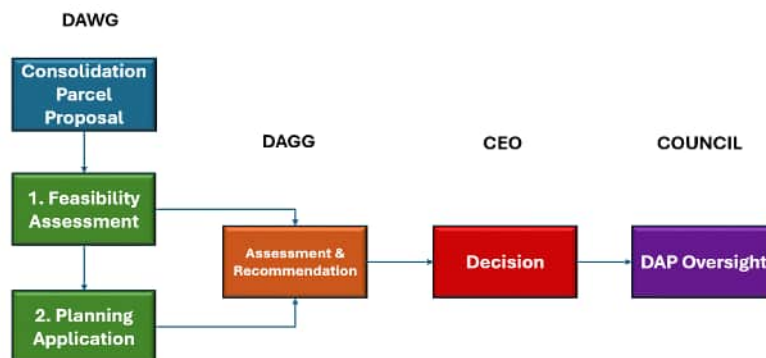 DAWG
Consolidation
Parcel
Proposal
DAGG
CEO
COUNCIL
1. Feasibility
Assessment
Assessment &
Recommendation
Decision
DAP Oversight
2. Planning
Application